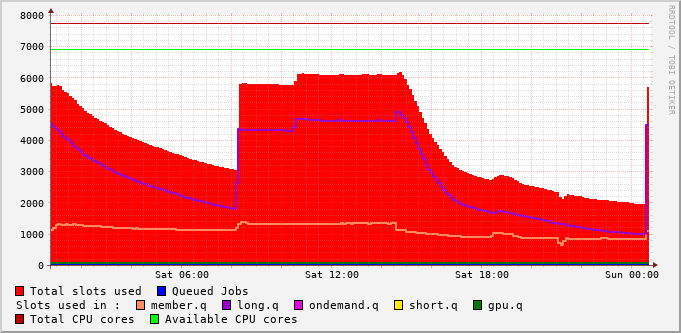 8000
7000
6000
5000
4000
3000
2000
1000
0
Sat 06:00 Sat 12:00 Sat 18:00 Sun 00:00
RRDTOOL / TOBI OETIKER
Total slots used Queued Jobs
Slots used in : member.q long.q ondemand.q short.q gpu.q
Total CPU cores Available CPU cores